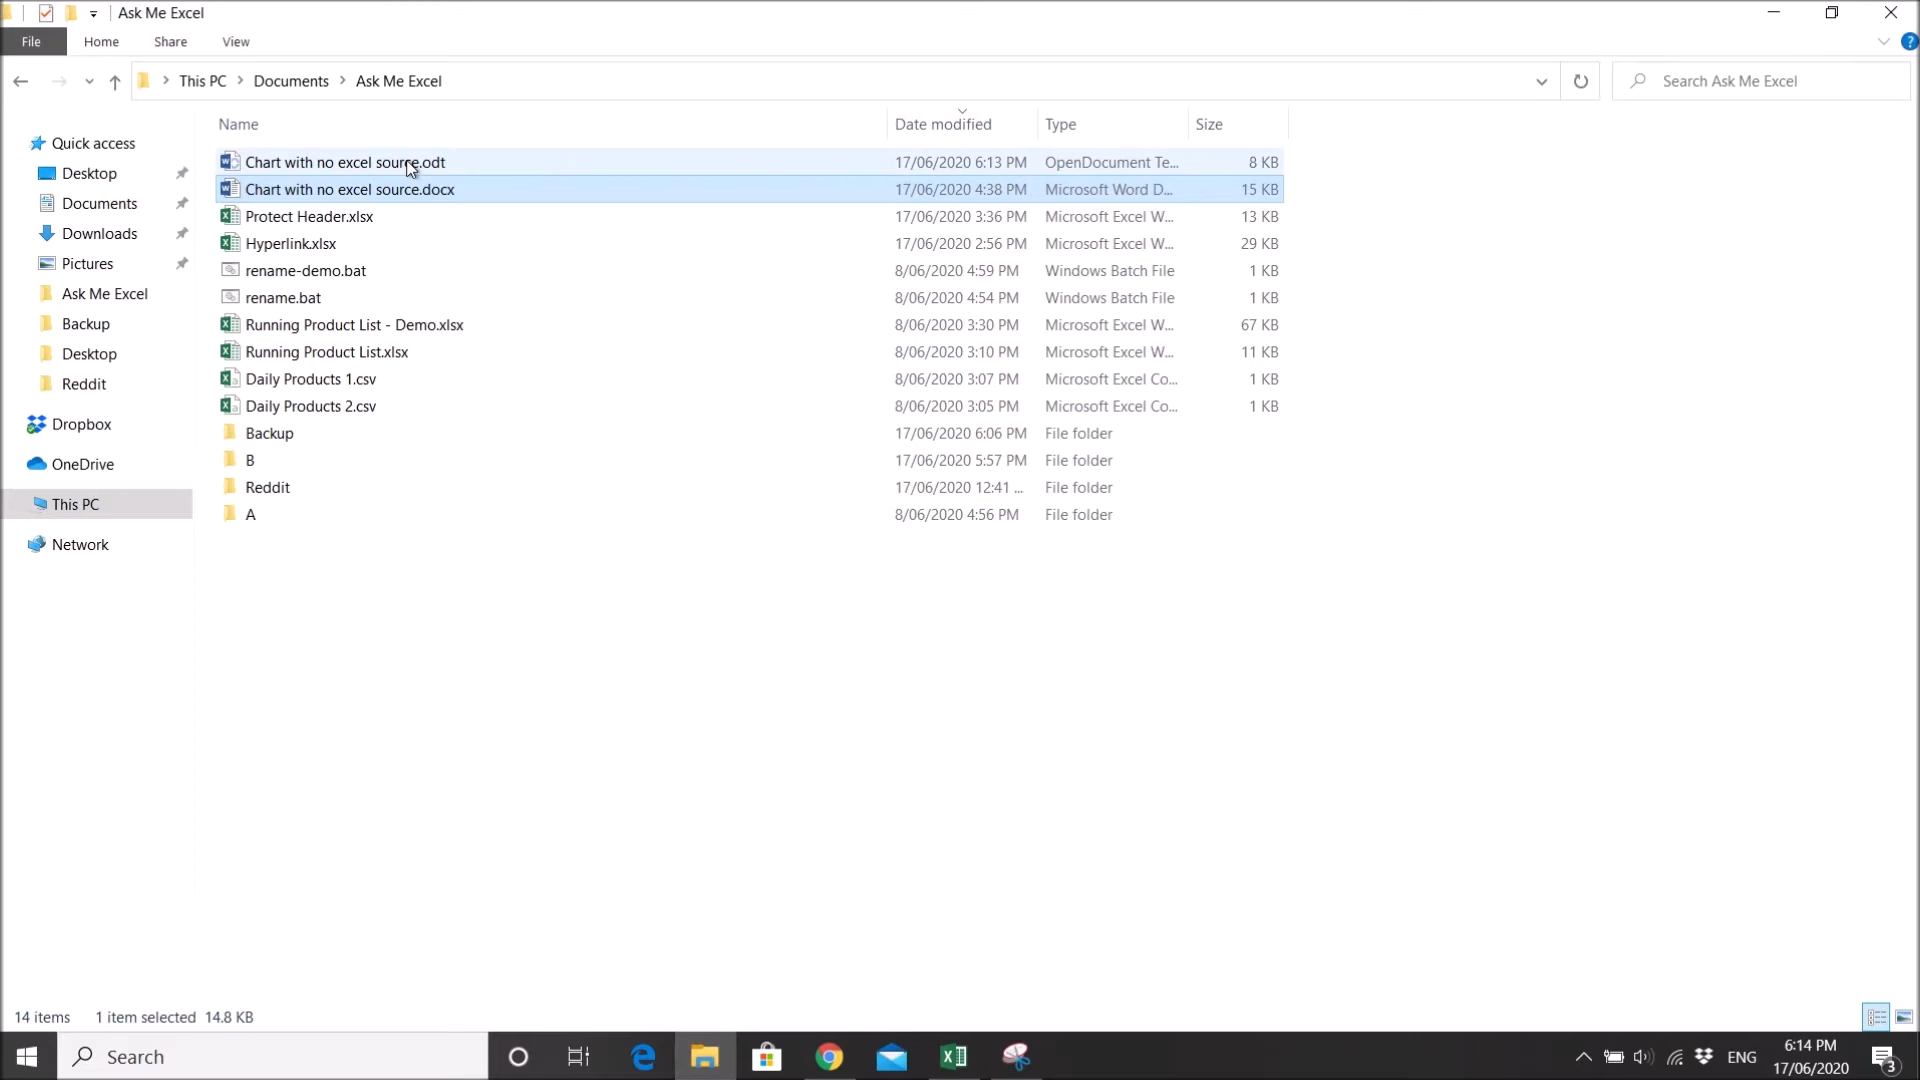 Ask Me Excel
File Home Share View
This PC Documents Ask Me Excel Search Ask Me Excel
Name Date modified Type Size
Quick access
Desktop
Documents
Downloads
Pictures
Ask Me Excel
Backup
Desktop
Reddit
Dropbox
OneDrive
This PC
Network
Chart with no excel source.odt 17/06/2020 6:13 PM OpenDocument Te... 8 KB
Chart with no excel source.docx 17/06/2020 4:38 PM Microsoft Word D... 15 KB
Protect Header.xlsx 17/06/2020 3:36 PM Microsoft Excel W... 13 KB
Hyperlink.xlsx 17/06/2020 2:56 PM Microsoft Excel W... 29 KB
rename-demo.bat 8/06/2020 4:59 PM Windows Batch File 1 KB
rename.bat 8/06/2020 4:54 PM Windows Batch File 1 KB
Running Product List - Demo.xlsx 8/06/2020 3:30 PM Microsoft Excel W... 67 KB
Running Product List.xlsx 8/06/2020 3:10 PM Microsoft Excel W... 11 KB
Daily Products 1.csv 8/06/2020 3:07 PM Microsoft Excel Co... 1 KB
Daily Products 2.csv 8/06/2020 3:05 PM Microsoft Excel Co... 1 KB
Backup 17/06/2020 6:06 PM File folder
B 17/06/2020 5:57 PM File folder
Reddit 17/06/2020 12:41 ... File folder
A 8/06/2020 4:56 PM File folder
14 items 1 item selected 14.8 KB
Search ENG 6:14 PM
17/06/2020 3